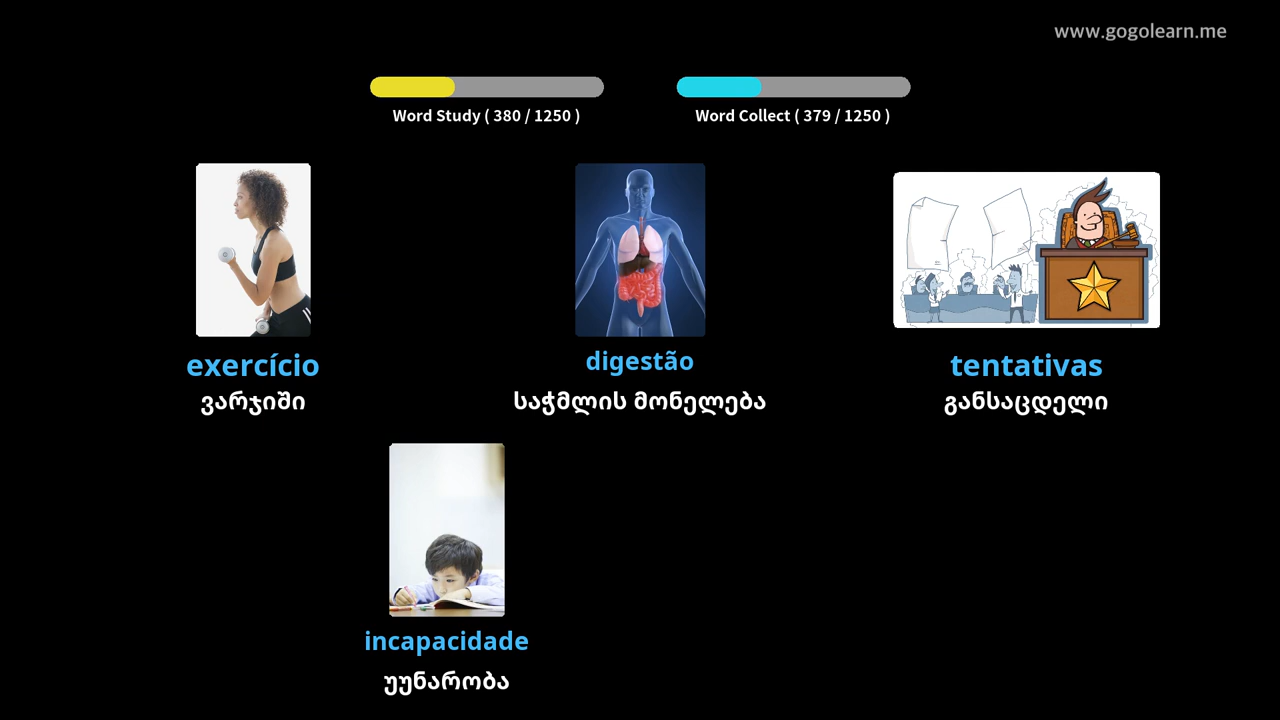 www.gogolearn.me
Word Study ( 380 / 1250 )
Word Collect ( 379 / 1250 )
exercício
ვარჯიში
digestão
საჭმლის მონელება
tentativas
განსაცდელი
incapacidade
უუნარობა